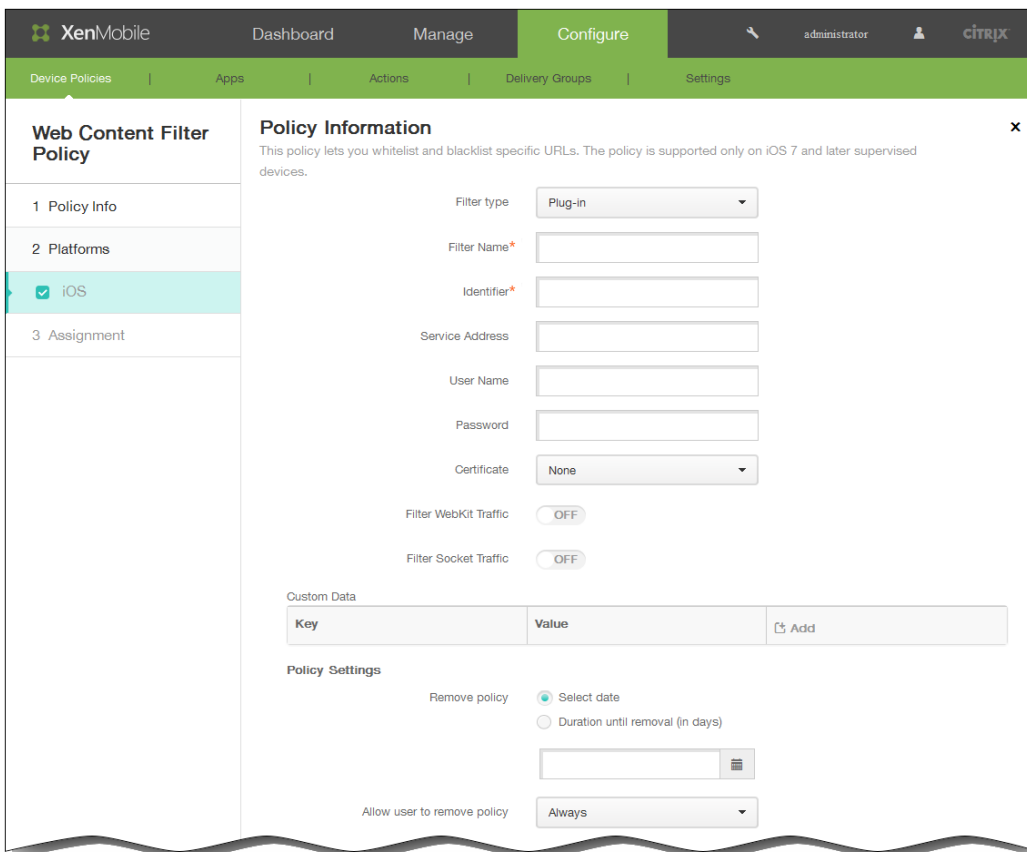 XenMobile Dashboard Manage Configure administrator CITRIX
Device Policies | Apps | Actions | Delivery Groups | Settings
Web Content Filter
Policy
1 Policy Info
2 Platforms
iOS
3 Assignment
Policy Information
x
This policy lets you whitelist and blacklist specific URLs. The policy is supported only on iOS 7 and later supervised
devices.
Filter type Plug-in
Filter Name*
Identifier*
Service Address
User Name
Password
Certificate None
Filter WebKit Traffic OFF
Filter Socket Traffic OFF
Custom Data
Key Value Add
Policy Settings
Remove policy Select date
Duration until removal (in days)
Allow user to remove policy Always